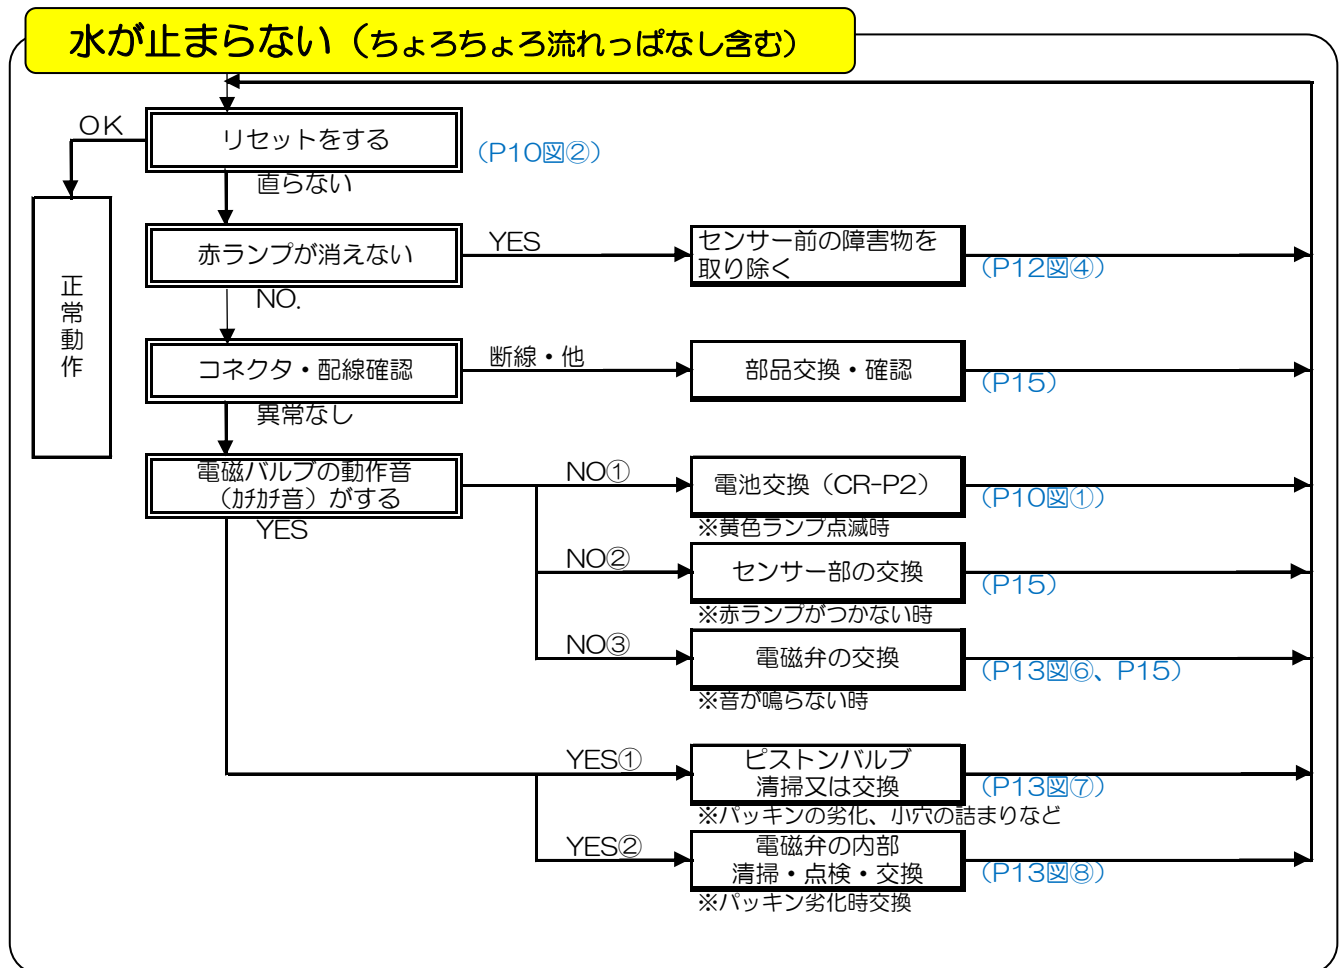 水が止まらない（ちょろちょろ流れっぱなし含む）
OK
リセットをする
（P10図②）
直らない
正常動作
赤ランプが消えない
YES
センサー前の障害物を
取り除く
（P12図④）
NO.
コネクタ・配線確認
断線・他
部品交換・確認
（P15）
異常なし
電磁バルブの動作音
（ｶﾁｶﾁ音）がする
NO①
電池交換（CR-P2）
（P10図①）
※黄色ランプ点滅時
YES
NO②
センサー部の交換
（P15）
※赤ランプがつかない時
NO③
電磁弁の交換
（P13図⑥、P15）
※音が鳴らない時
YES①
ピストンバルブ
清掃又は交換
（P13図⑦）
※パッキンの劣化、小穴の詰まりなど
YES②
電磁弁の内部
清掃・点検・交換
（P13図⑧）
※パッキン劣化時交換